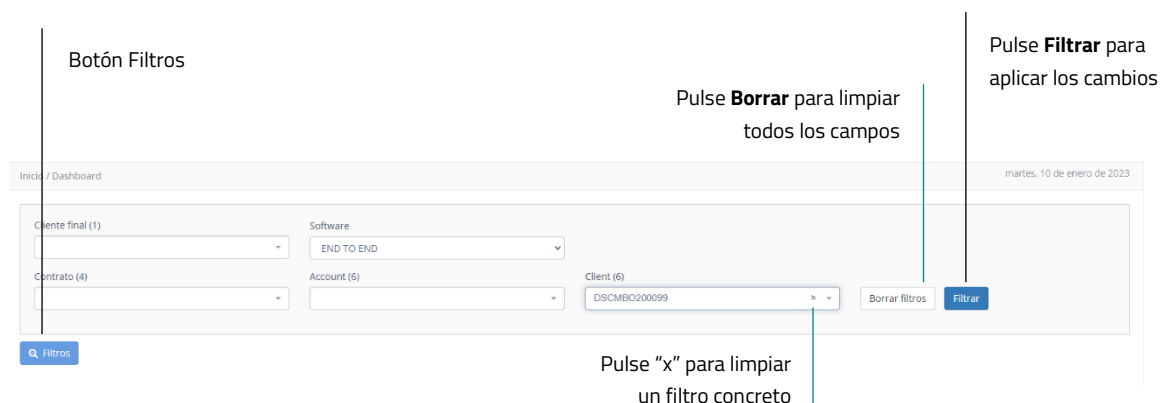 Botón Filtros
Pulse Filtrar para
aplicar los cambios
Pulse Borrar para limpiar
todos los campos
Inicio / Dashboard
martes, 10 de enero de 2023
Cliente final (1)
Software
END TO END
Contrato (4)
Account (6)
Client (6)
DSCMBO200099
Borrar filtros
Filtrar
Filtros
Pulse “x” para limpiar
un filtro concreto